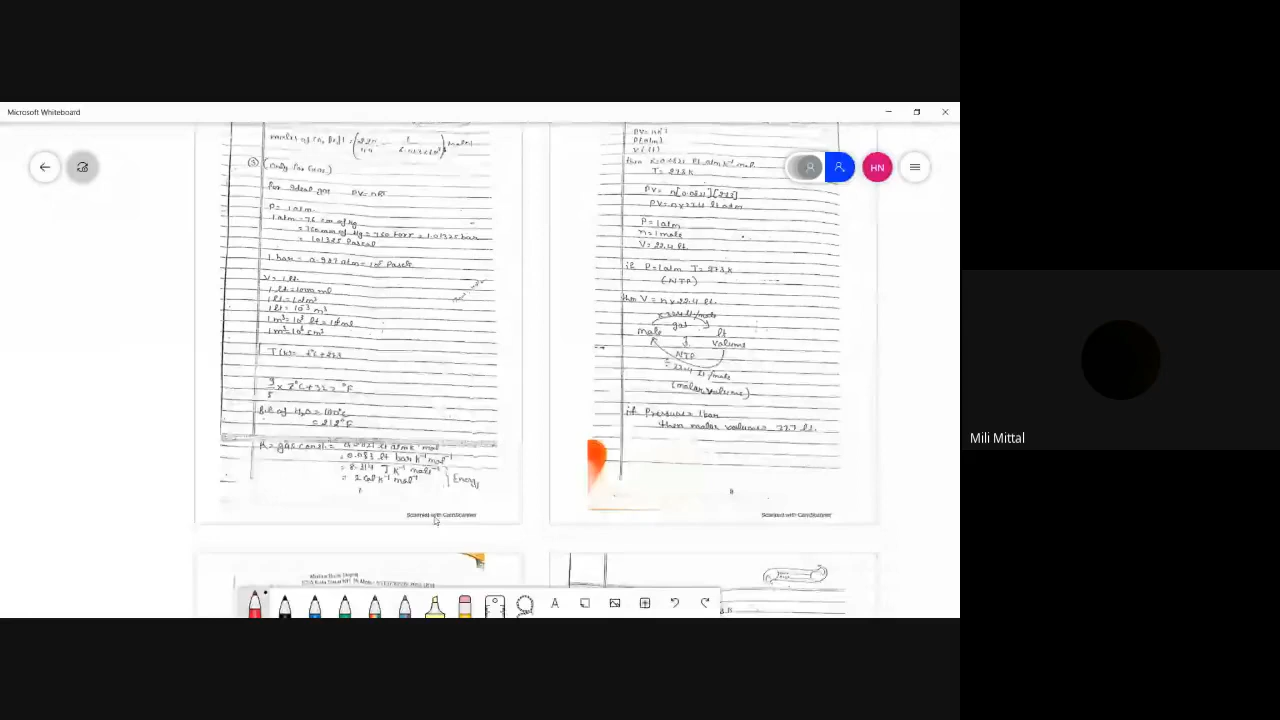 Microsoft Whiteboard
③ (only for Gas)
for ideal gas PV = nRT
P = 1 atm
1 atm = 76 cm of Hg
= 760 mm of Hg = 760 torr = 1.01325 bar
= 101325 Pascal
1 bar = 0.987 atm = 10⁵ Pascal
V = 1 lt.
1 lt = 1000 ml
1 lt = 1 dm³
1 lt = 10⁻³ m³
1 m³ = 10³ lt = 10⁶ ml
1 m³ = 10⁶ cm³
T(K) = °C + 273
9/5 × T°C + 32 = °F
B.P. of H₂O = 100°C
= 212°F
R = gas const. = 0.0821 lt atm K mol
= 0.083 lt bar K⁻¹ mol⁻¹
= 8.314 J K⁻¹ mole⁻¹
= 2 cal K⁻¹ mol⁻¹
Energy
Scanned with CamScanner
PV = nRT
P (atm)
V (lt)
then R = 0.0821 lt atm K⁻¹ mol
T = 273 K
PV = n[0.0821][273]
PV = n × 22.4 lt atm
P = 1 atm
n = 1 mole
V = 22.4 lt.
if P = 1 atm T = 273 K
(NTP)
then V = n × 22.4 lt.
× 22.4 lt/mole
gas
mole lt
volume
NTP
÷ 22.4 lt/mole
(molar volume)
if Pressure = 1 bar
then molar volume = 22.7 lt.
Scanned with CamScanner
HN
A
Mili Mittal